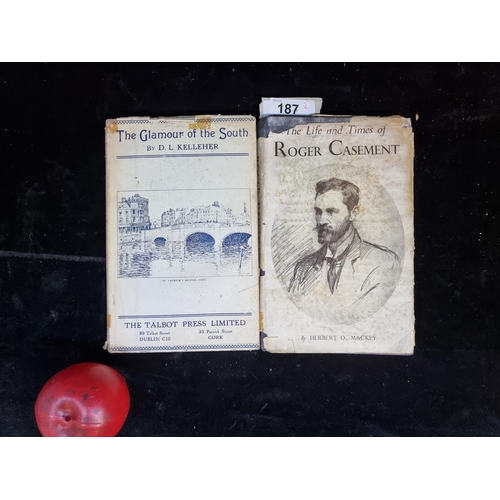 187
The Glamour of the South
By D. L. KELLEHER
ST. PATRICK'S BRIDGE, CORK
THE TALBOT PRESS LIMITED
89 Talbot Street
DUBLIN C10
25 Patrick Street
CORK
The Life and Times of
ROGER CASEMENT
By HERBERT O. MACKEY